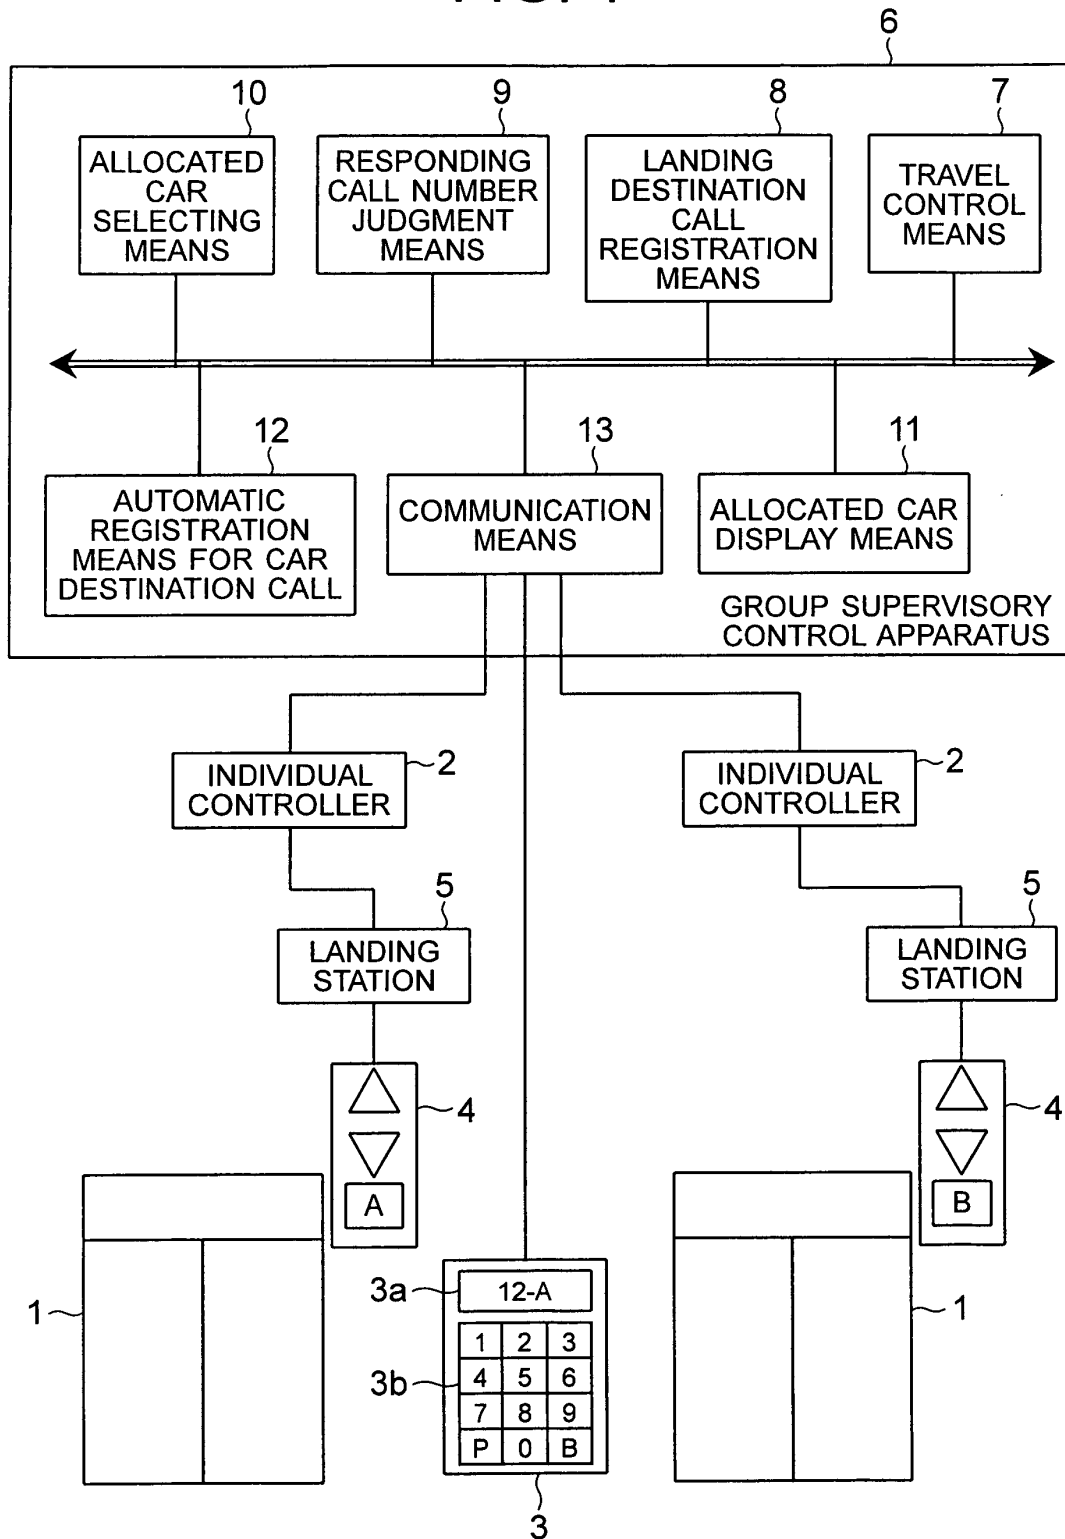 6
10
9
8
7
ALLOCATED
CAR
SELECTING
MEANS
RESPONDING
CALL NUMBER
JUDGMENT
MEANS
LANDING
DESTINATION
CALL
REGISTRATION
MEANS
TRAVEL
CONTROL
MEANS
12
13
11
AUTOMATIC
REGISTRATION
MEANS FOR CAR
DESTINATION CALL
COMMUNICATION
MEANS
ALLOCATED CAR
DISPLAY MEANS
GROUP SUPERVISORY
CONTROL APPARATUS
INDIVIDUAL
CONTROLLER
2
INDIVIDUAL
CONTROLLER
2
5
LANDING
STATION
5
LANDING
STATION
4
A
4
B
1
3a
12-A
3b
1 2 3
4 5 6
7 8 9
P 0 B
3
1